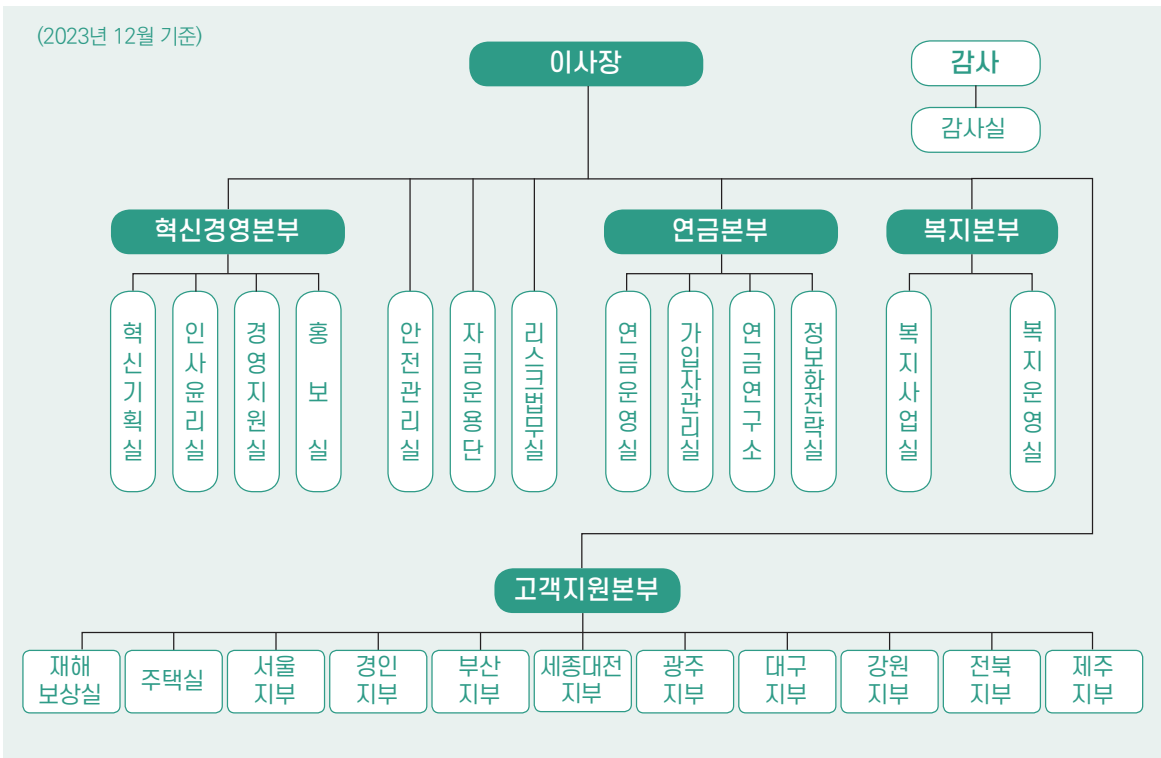 (2023년 12월 기준)
이사장
감사
감사실
혁신경영본부
연금본부
복지본부
혁신기획실
인사윤리실
경영지원실
홍보실
안전관리실
자금운용단
리스크법무실
연금운영실
가입자관리실
연금연구소
정보화전략실
복지사업실
복지운영실
고객지원본부
재해
보상실
주택실
서울
지부
경인
지부
부산
지부
세종대전
지부
광주
지부
대구
지부
강원
지부
전북
지부
제주
지부